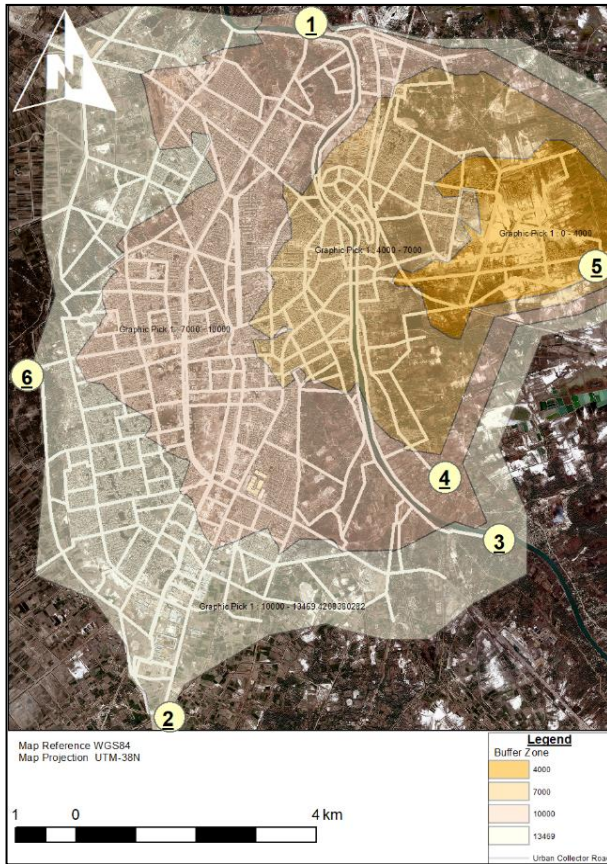 1
N
Graphic Pick 1 : 0 - 4000
Graphic Pick 1 : 4000 - 7000
5
Graphic Pick 1 : 7000 - 10000
6
4
3
Graphic Pick 1 : 10000 - 13469.4209380282
2
Map Reference WGS84
Map Projection UTM-38N
1 0 4 km
Legend
Buffer Zone
4000
7000
10000
13469
Urban Collector Road